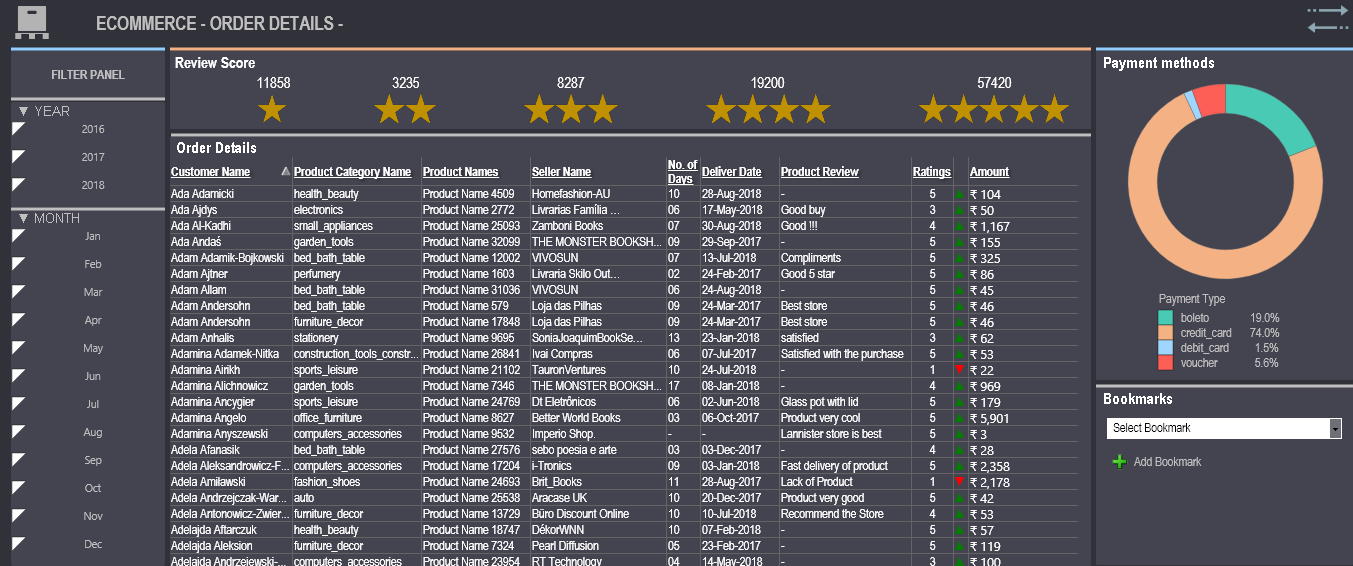 ECOMMERCE - ORDER DETAILS -
FILTER PANEL
YEAR
2016
2017
2018
MONTH
Jan
Feb
Mar
Apr
May
Jun
Jul
Aug
Sep
Oct
Nov
Dec
Review Score
11858 3235 8287 19200 57420
Order Details
Customer Name Product Category Name Product Names Seller Name No. of Days Deliver Date Product Review Ratings Amount
Ada Adamicki health_beauty Product Name 4509 Homefashion-AU 10 28-Aug-2018 - 5 ₹ 104
Ada Ajdys electronics Product Name 2772 Livrarias Família ... 06 17-May-2018 Good buy 3 ₹ 50
Ada Al-Kadhi small_appliances Product Name 25093 Zamboni Books 07 30-Aug-2018 Good !!! 4 ₹ 1,167
Ada Andaś garden_tools Product Name 32099 THE MONSTER BOOKSH... 09 29-Sep-2017 - 5 ₹ 155
Adam Adamik-Bojkowski bed_bath_table Product Name 12002 VIVOSUN 07 13-Jul-2018 Compliments 5 ₹ 325
Adam Ajtner perfumery Product Name 1603 Livraria Skilo Out... 02 24-Feb-2017 Good 5 star 5 ₹ 86
Adam Allam bed_bath_table Product Name 31036 VIVOSUN 06 24-Aug-2018 - 5 ₹ 45
Adam Andersohn bed_bath_table Product Name 579 Loja das Pilhas 09 24-Mar-2017 Best store 5 ₹ 46
Adam Andersohn furniture_decor Product Name 17848 Loja das Pilhas 09 24-Mar-2017 Best store 5 ₹ 46
Adam Anhalis stationery Product Name 9695 SoniaJoaquimBookSe... 13 23-Jan-2018 satisfied 3 ₹ 62
Adamina Adamek-Nitka construction_tools_constr... Product Name 26841 Ivai Compras 06 07-Jul-2017 Satisfied with the purchase 5 ₹ 53
Adamina Airikh sports_leisure Product Name 21102 TauronVentures 10 24-Jul-2018 - 1 ₹ 22
Adamina Alichnowicz garden_tools Product Name 7346 THE MONSTER BOOKSH... 17 08-Jan-2018 - 4 ₹ 969
Adamina Ancygier sports_leisure Product Name 24769 Dt Eletrônicos 06 02-Jun-2018 Glass pot with lid 5 ₹ 179
Adamina Angelo office_furniture Product Name 8627 Better World Books 03 06-Oct-2017 Product very cool 5 ₹ 5,901
Adamina Anyszewski computers_accessories Product Name 9532 Imperio Shop. - - Lannister store is best 5 ₹ 3
Adela Afanasik bed_bath_table Product Name 27576 sebo poesia e arte 03 03-Dec-2017 - 4 ₹ 28
Adela Aleksandrowicz-F... computers_accessories Product Name 17204 i-Tronics 09 03-Jan-2018 Fast delivery of product 5 ₹ 2,358
Adela Amiławski fashion_shoes Product Name 24693 Brit_Books 11 28-Aug-2017 Lack of Product 1 ₹ 2,178
Adela Andrzejczak-War... auto Product Name 25538 Aracase UK 10 20-Dec-2017 Product very good 5 ₹ 42
Adela Antonowicz-Zwier... furniture_decor Product Name 13729 Büro Discount Online 10 10-Jul-2018 Recommend the Store 4 ₹ 53
Adelajda Aftarczuk health_beauty Product Name 18747 DékorWNN 10 07-Feb-2018 - 5 ₹ 57
Adelajda Aleksion furniture_decor Product Name 7324 Pearl Diffusion 05 23-Feb-2017 - 5 ₹ 119
Adelajda Andrzejewski-... computers_accessories Product Name 23954 RT Technology 04 14-May-2018 - 3 ₹ 100
Payment methods
Payment Type
boleto 19.0%
credit_card 74.0%
debit_card 1.5%
voucher 5.6%
Bookmarks
Select Bookmark
Add Bookmark